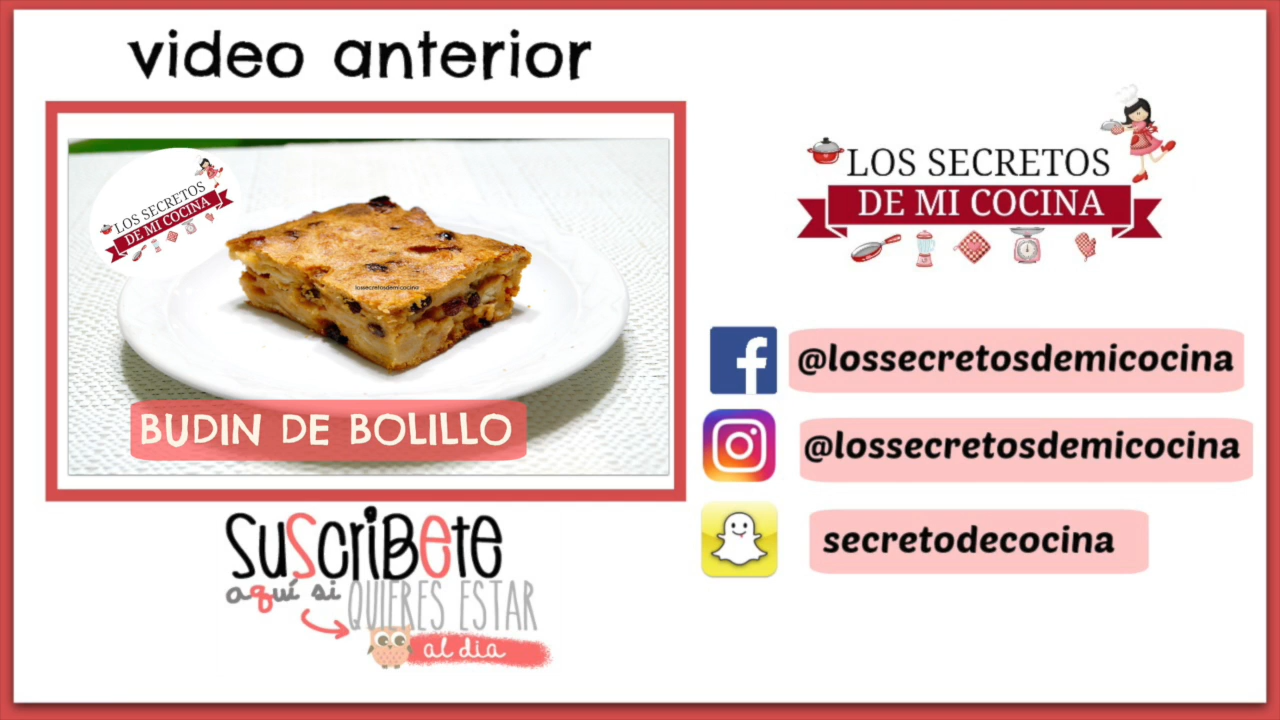 video anterior
LOS SECRETOS
DE MI COCINA
lossecretosdemicocina
BUDIN DE BOLILLO
suscribete
aquí si QUIERES ESTAR
al dia
LOS SECRETOS
DE MI COCINA
@lossecretosdemicocina
@lossecretosdemicocina
secretodecocina